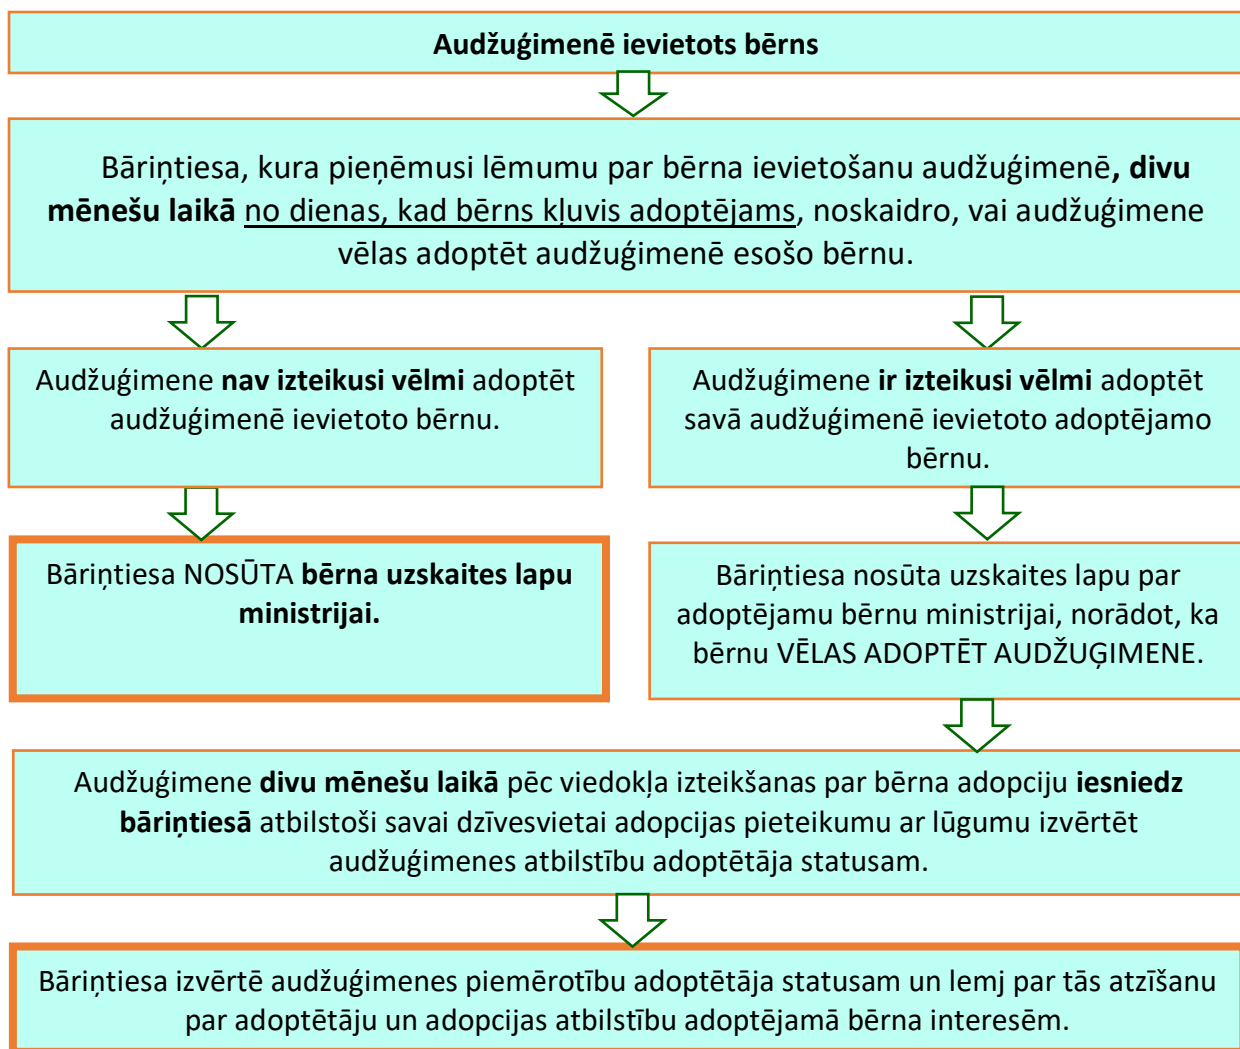 Audžuģimenē ievietots bērns
Bāriņtiesa, kura pieņēmusi lēmumu par bērna ievietošanu audžuģimenē, divu
mēnešu laikā no dienas, kad bērns kļuvis adoptējams, noskaidro, vai audžuģimene
vēlas adoptēt audžuģimenē esošo bērnu.
Audžuģimene nav izteikusi vēlmi adoptēt
audžuģimenē ievietoto bērnu.
Audžuģimene ir izteikusi vēlmi adoptēt
savā audžuģimenē ievietoto adoptējamo
bērnu.
Bāriņtiesa NOSŪTA bērna uzskaites lapu
ministrijai.
Bāriņtiesa nosūta uzskaites lapu par
adoptējamu bērnu ministrijai, norādot, ka
bērnu VĒLAS ADOPTĒT AUDŽUĢIMENE.
Audžuģimene divu mēnešu laikā pēc viedokļa izteikšanas par bērna adopciju iesniedz
bāriņtiesā atbilstoši savai dzīvesvietai adopcijas pieteikumu ar lūgumu izvērtēt
audžuģimenes atbilstību adoptētāja statusam.
Bāriņtiesa izvērtē audžuģimenes piemērotību adoptētāja statusam un lemj par tās atzīšanu
par adoptētāju un adopcijas atbilstību adoptējamā bērna interesēm.